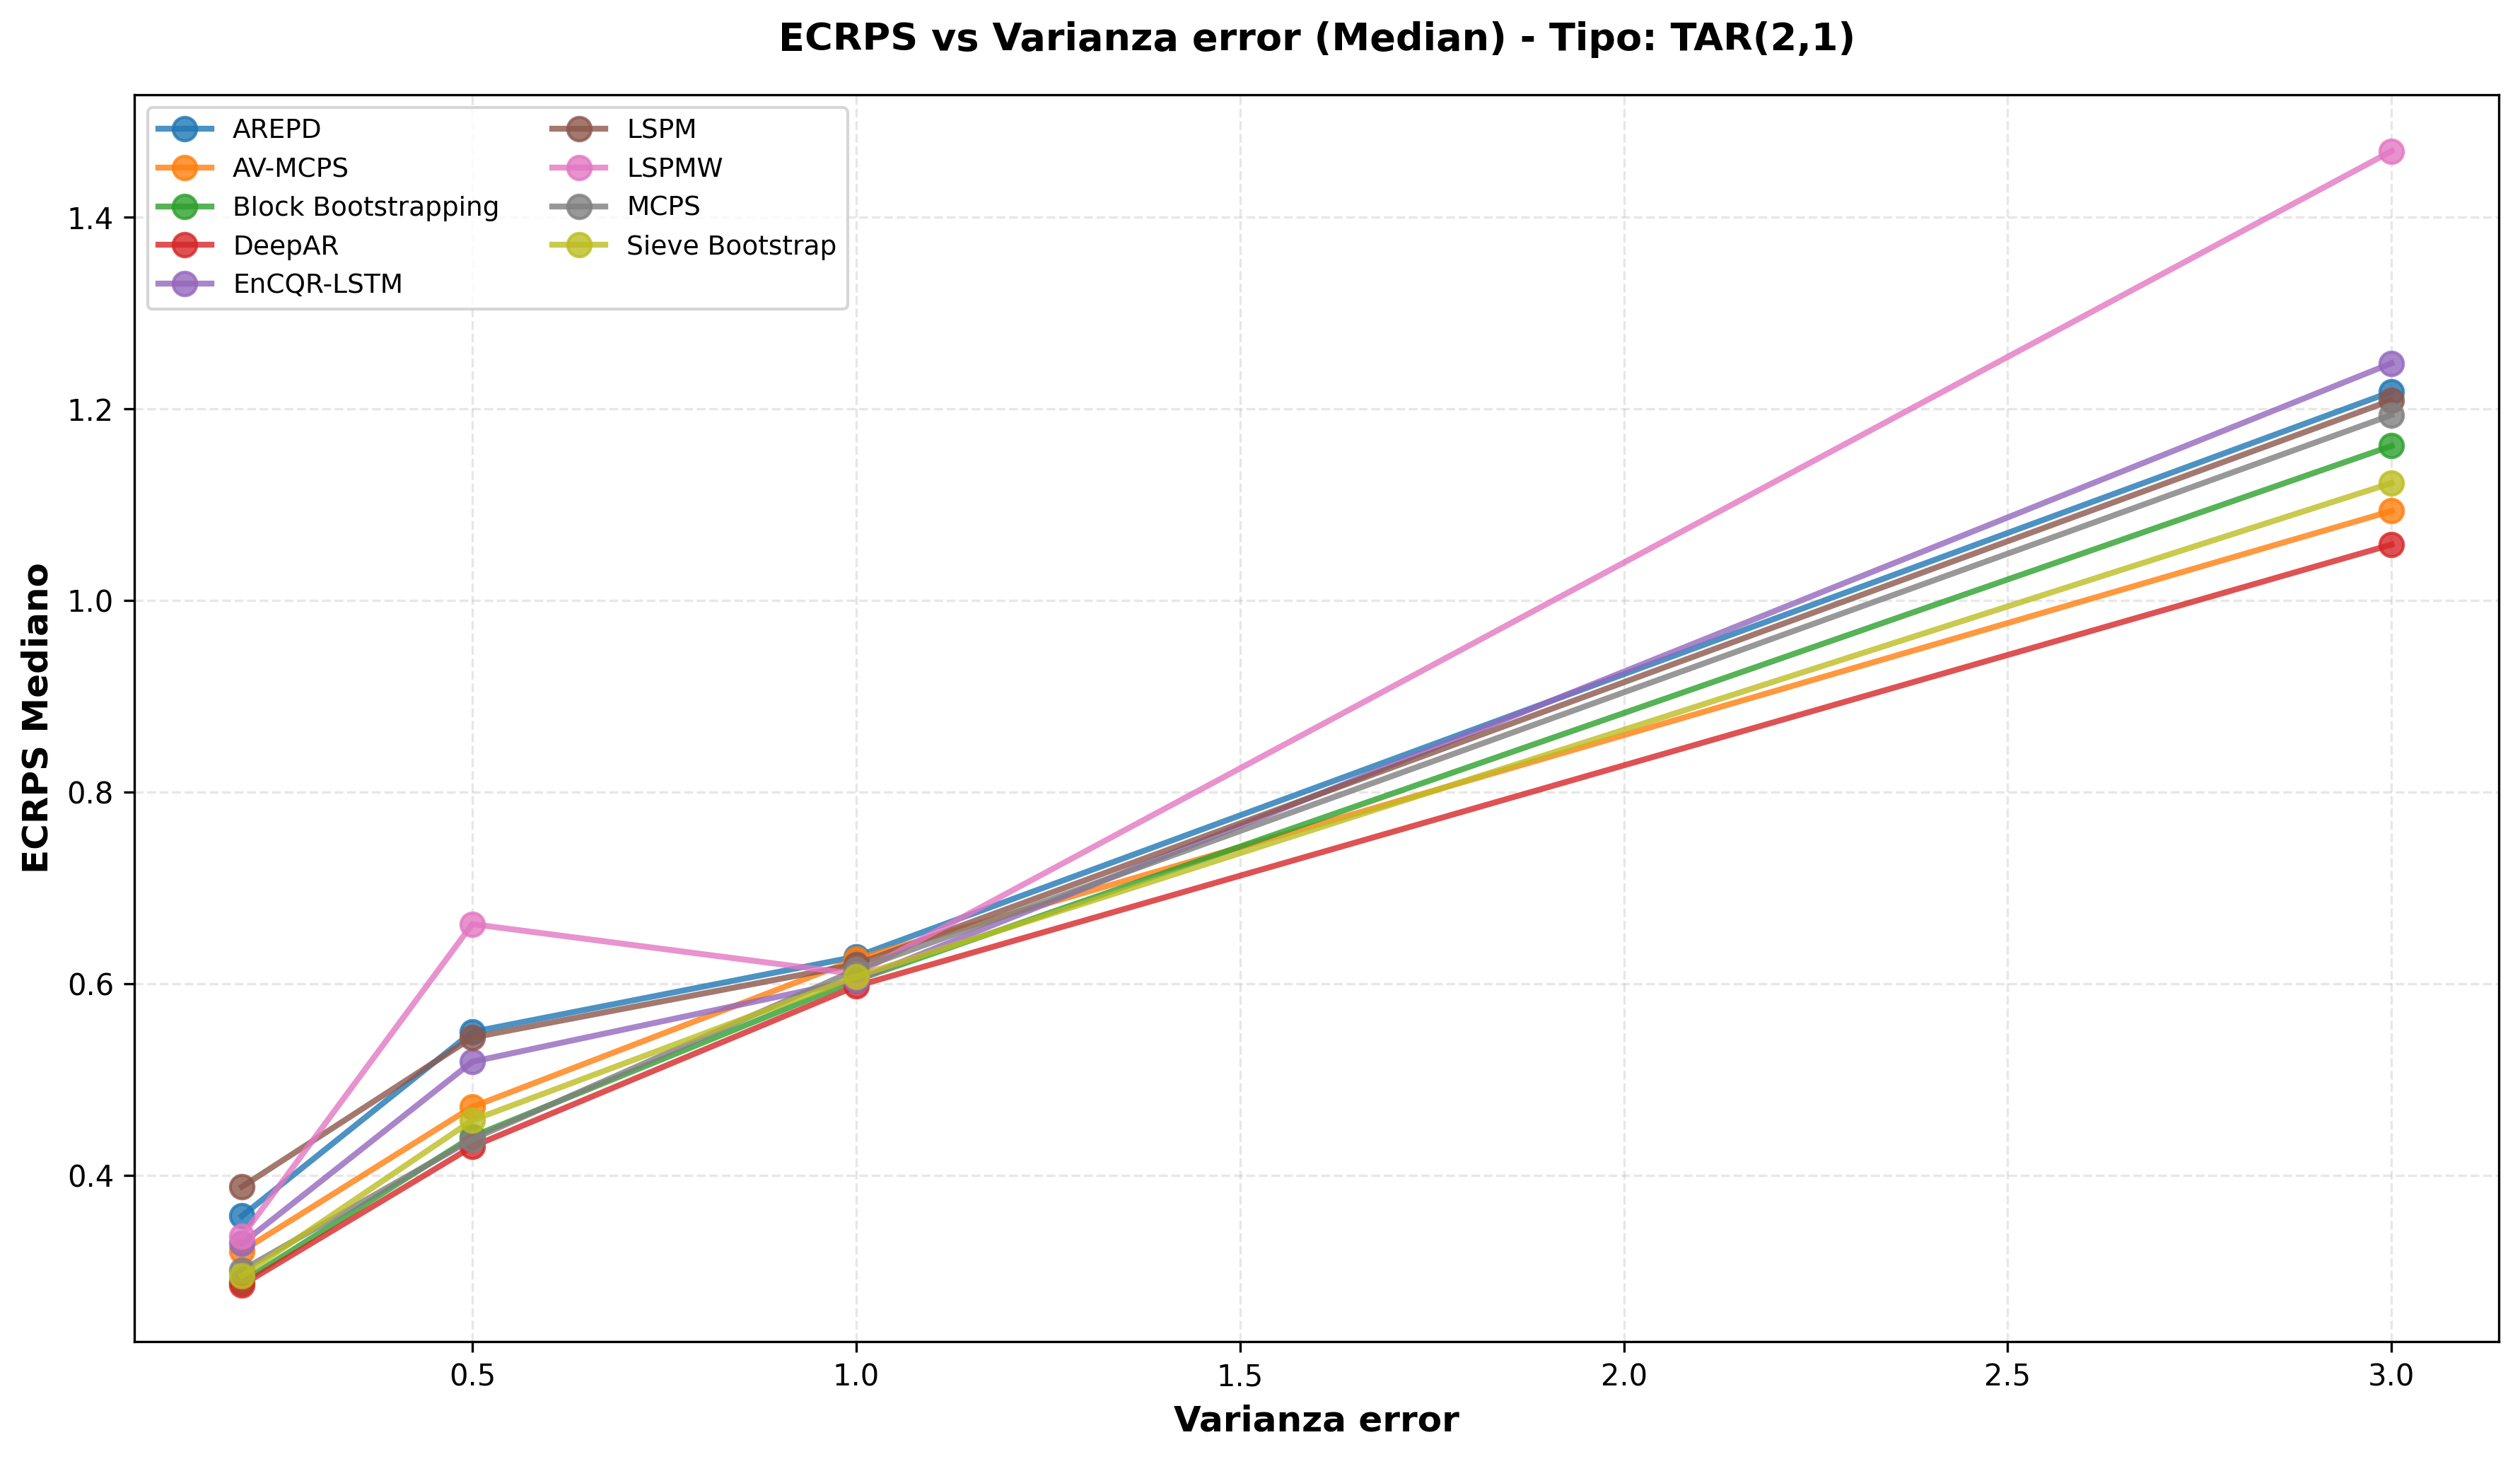 ECRPS vs Varianza error (Median) - Tipo: TAR(2,1)
AREPD
AV-MCPS
Block Bootstrapping
DeepAR
EnCQR-LSTM
LSPM
LSPMW
MCPS
Sieve Bootstrap
ECRPS Mediano
1.4
1.2
1.0
0.8
0.6
0.4
0.5
1.0
1.5
2.0
2.5
3.0
Varianza error